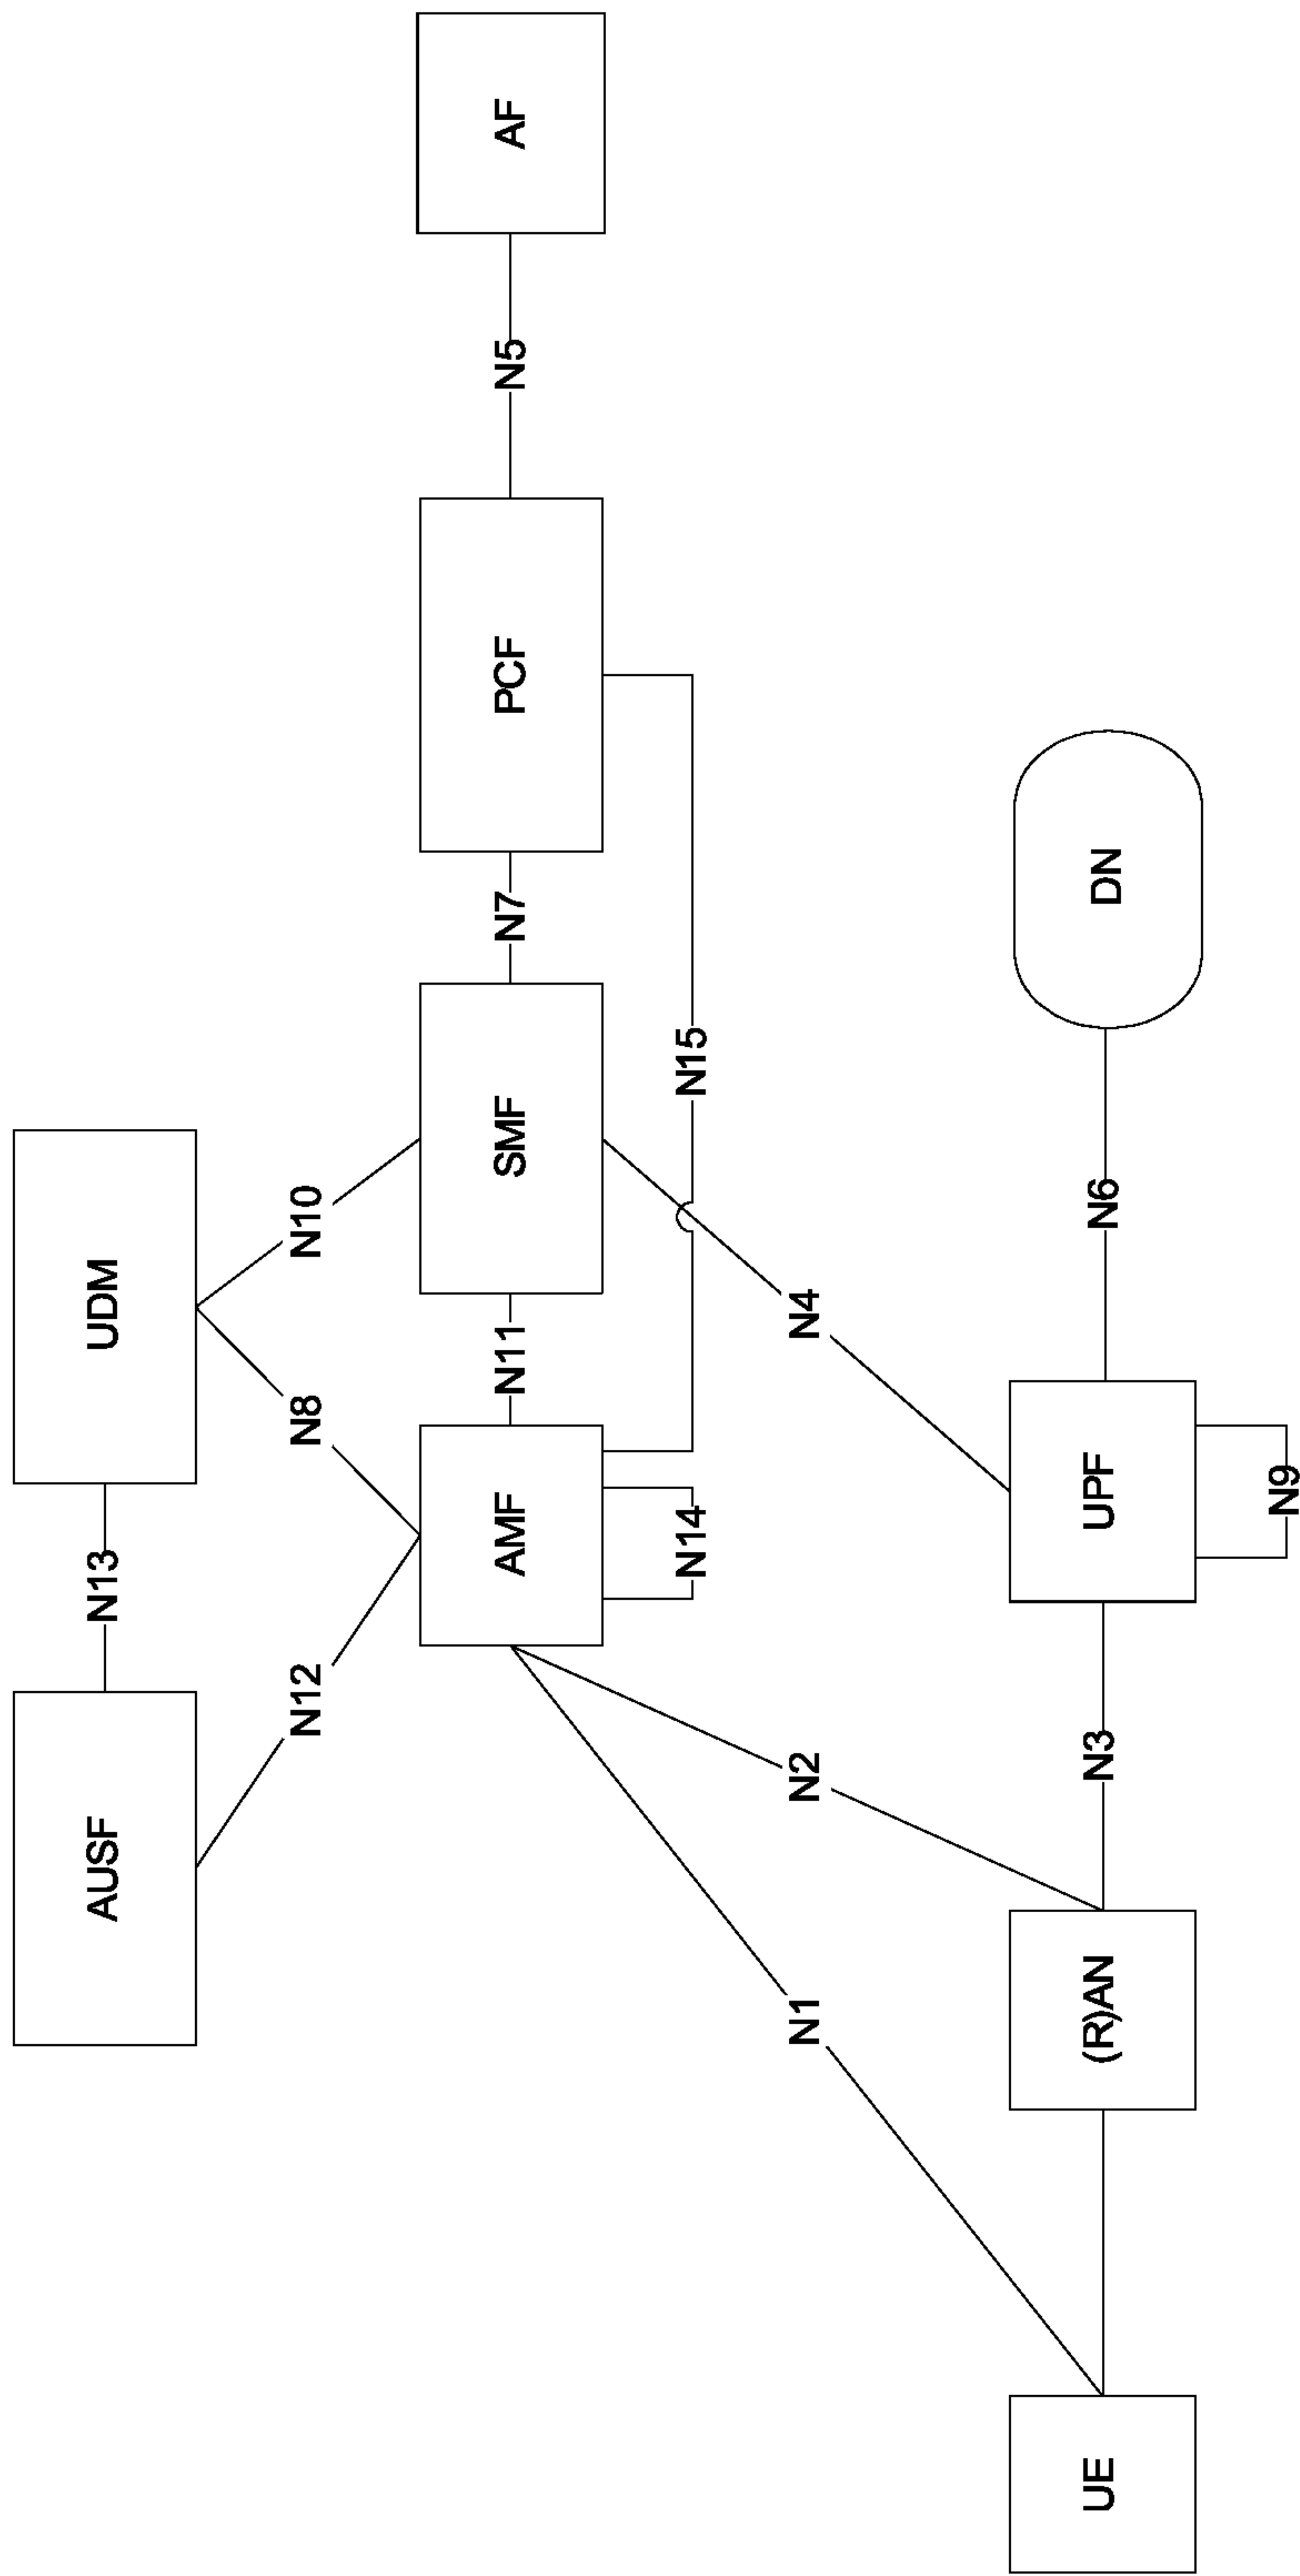 AUSF
N13
UDM
N12
N8
N10
AMF
N11
SMF
N7
PCF
N5
AF
N14
N15
N1
N2
N4
UE
(R)AN
N3
UPF
N6
DN
N9